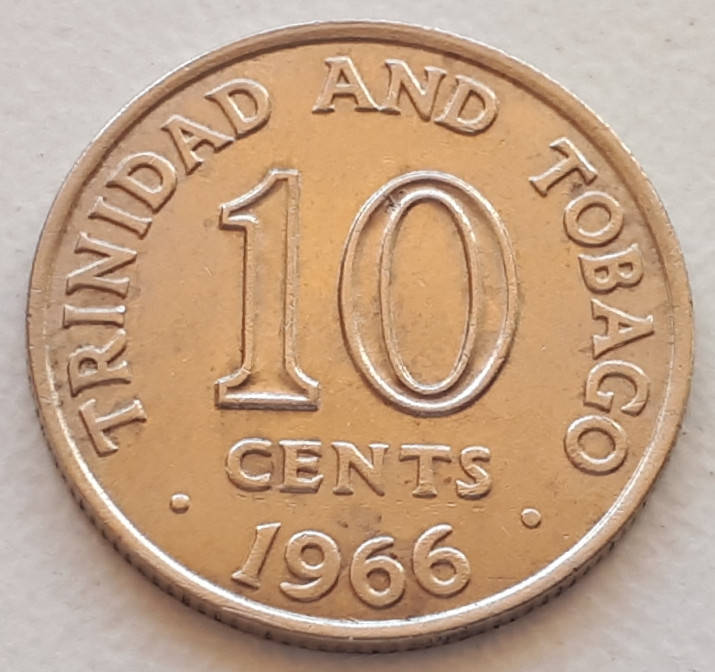 TRINIDAD AND TOBAGO
10
CENTS
1966